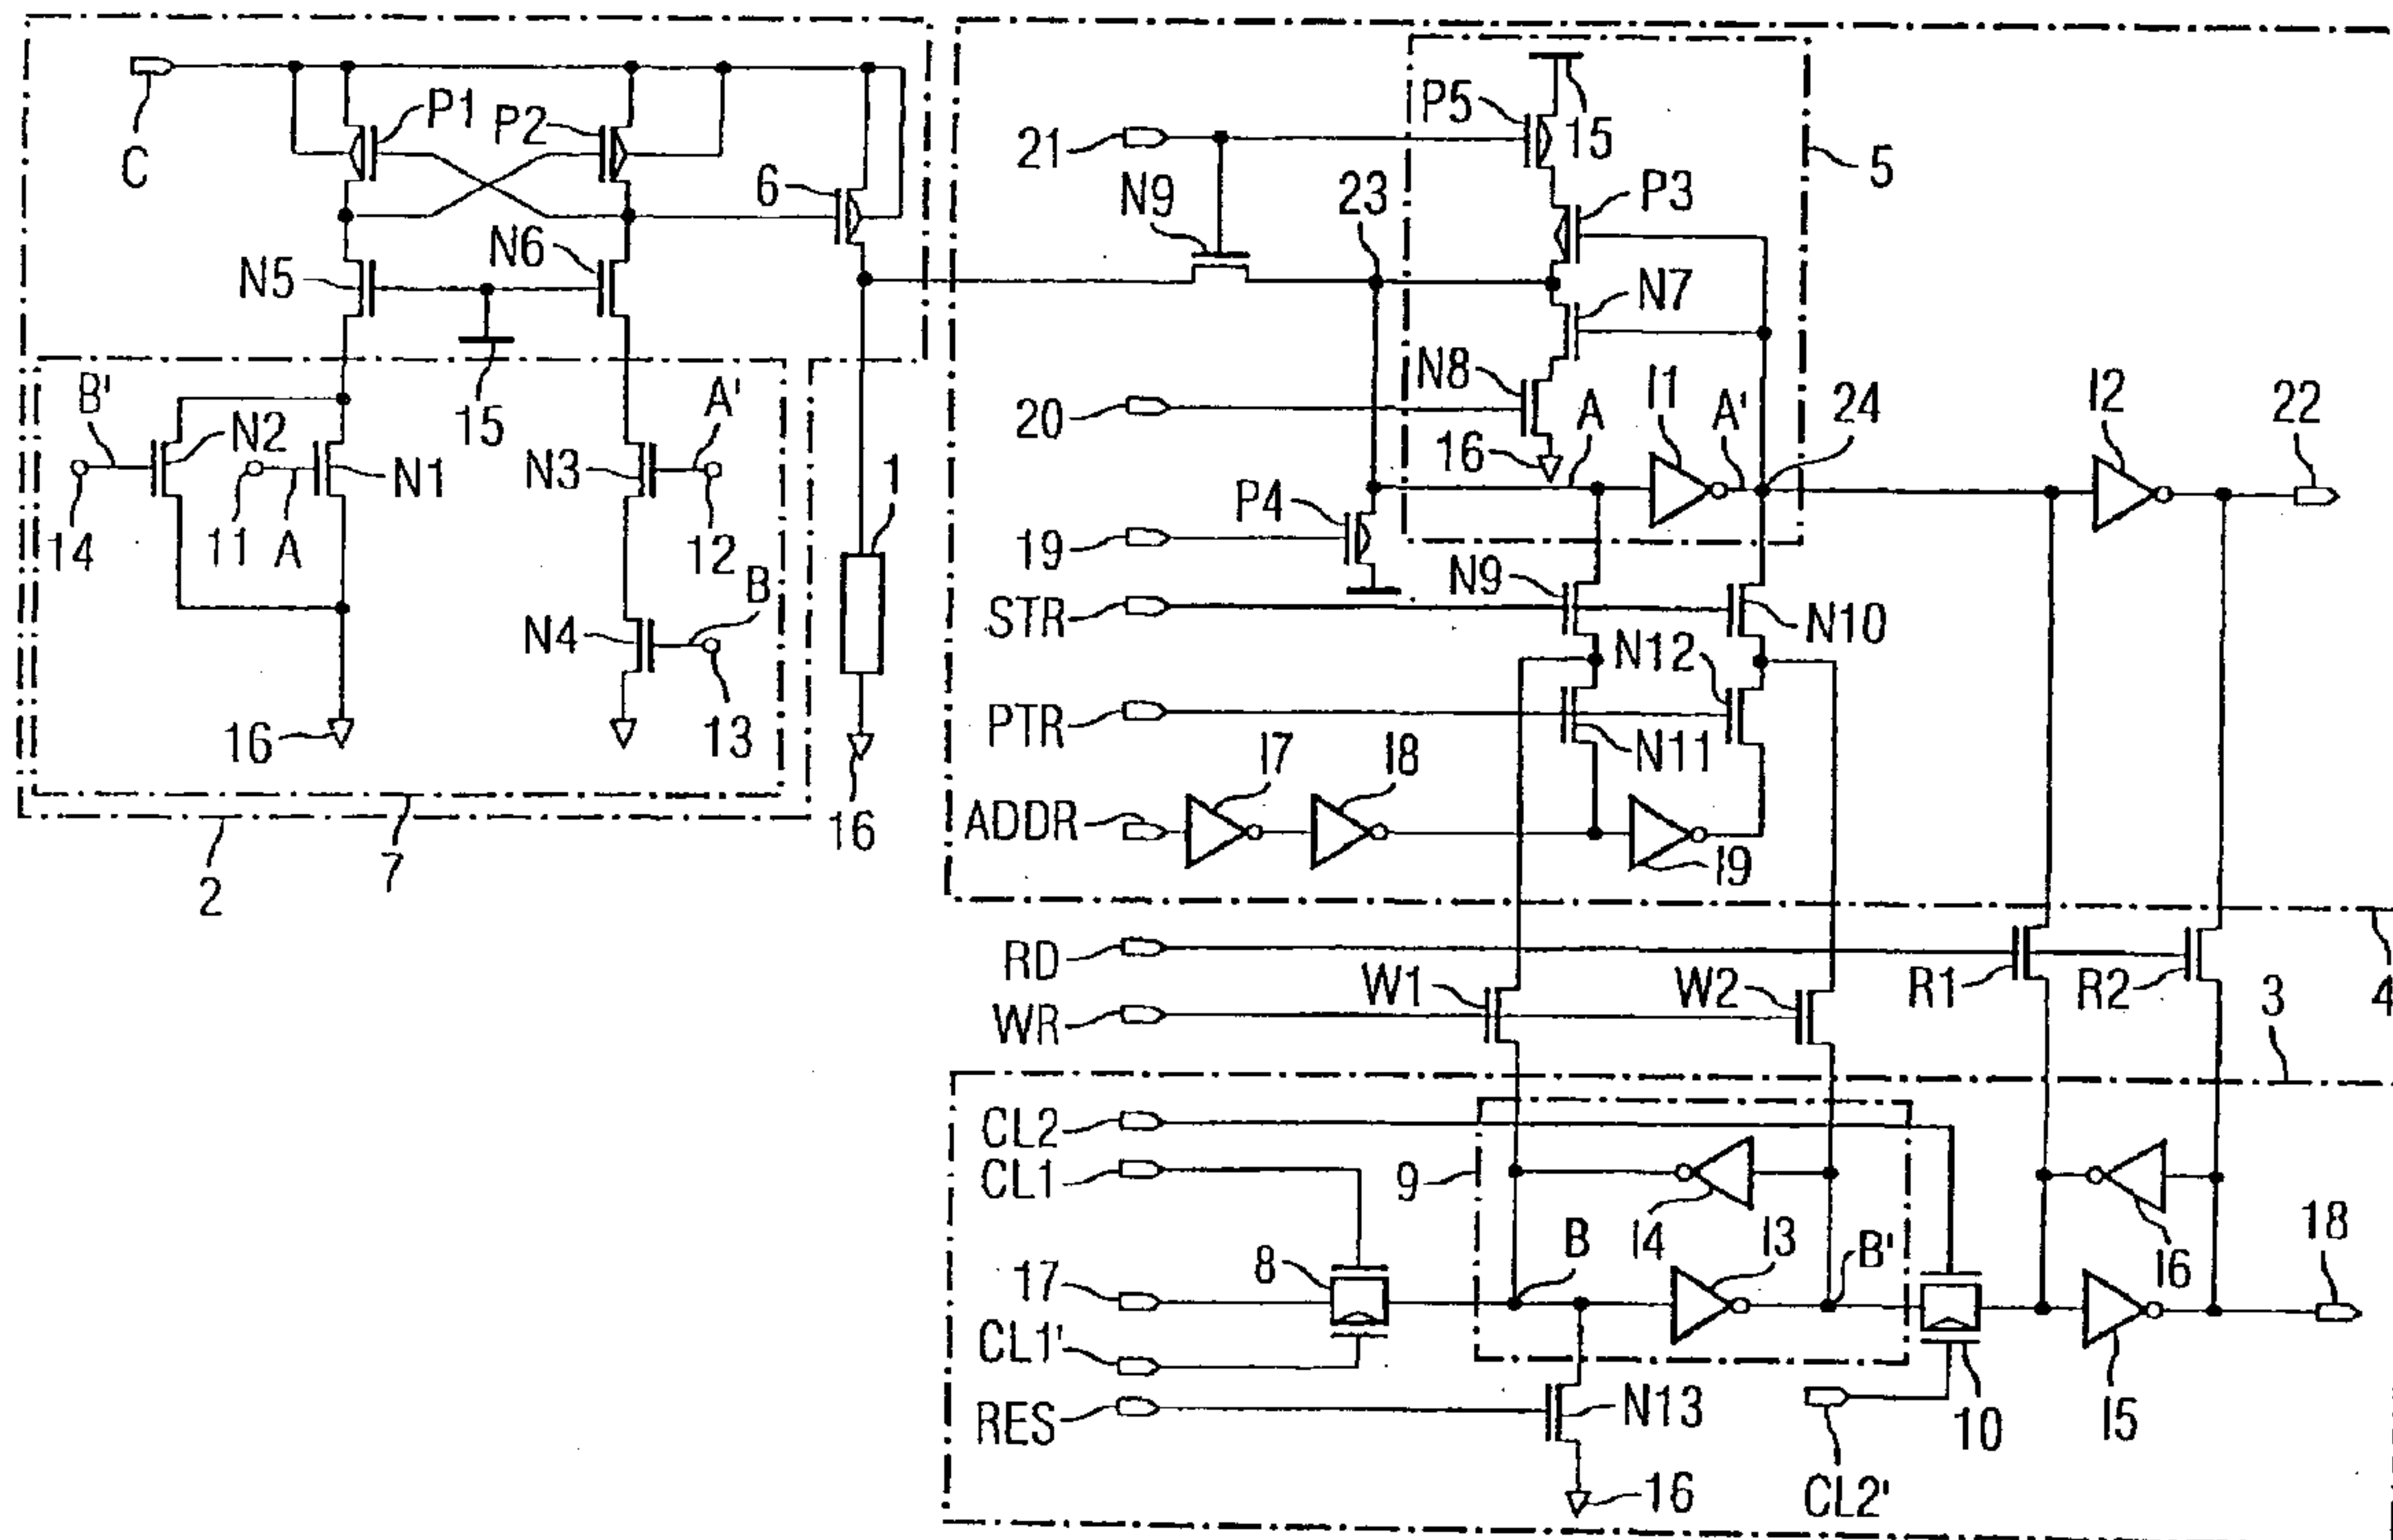 C
P1
P2
6
N5
N6
15
B'
N2
N1
14
11
A
N3
A'
12
B
N4
13
16
7
2
1
16
21
N9
23
P5
15
P3
N7
5
N8
20
16
A
I1
A'
24
I2
22
P4
19
N9
N10
STR
N12
PTR
N11
I7
I8
ADDR
I9
RD
R1
R2
4
WR
W1
W2
3
CL2
CL1
9
I4
I3
B
B'
I6
18
17
8
CL1'
RES
N13
10
I5
16
CL2'